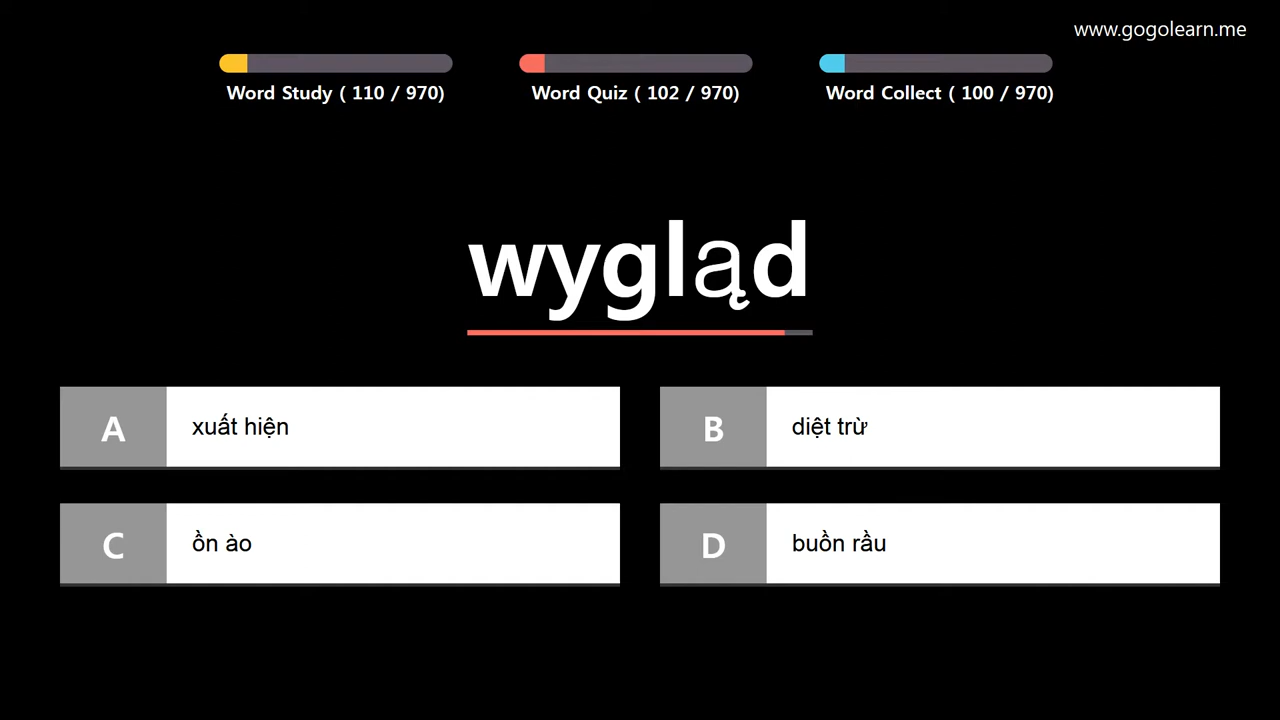 www.gogolearn.me
Word Study ( 110 / 970)
Word Quiz ( 102 / 970)
Word Collect ( 100 / 970)
wygląd
A xuất hiện
B diệt trừ
C ồn ào
D buồn rầu